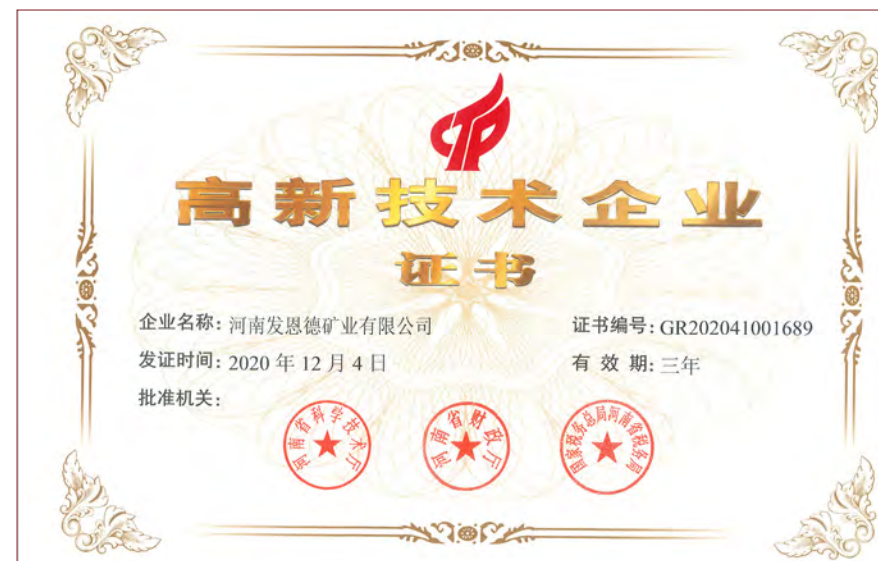 高新技术企业
证书
企业名称：河南发恩德矿业有限公司
证书编号：GR202041001689
发证时间：2020 年 12 月 4 日
有 效 期：三年
批准机关：
河南省科学技术厅
河南省财政厅
国家税务总局河南省税务局